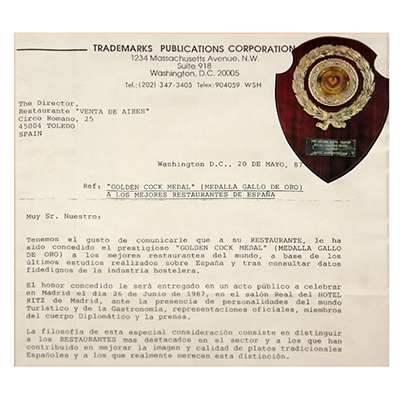 TRADEMARKS PUBLICATIONS CORPORATION
1234 Massachusetts Avenue, N.W.
Suite 918
Washington, D.C. 20005
Tel.:(202) 347-3405 Telex:904059 WSH
The Director,
Restaurante "VENTA DE AIRES"
Circo Romano, 25
45004 TOLEDO
SPAIN
Washington D.C., 20 DE MAYO, 87
Ref: "GOLDEN COCK MEDAL" (MEDALLA GALLO DE ORO)
A LOS MEJORES RESTAURANTES DE ESPAÑA
Muy Sr. Nuestro:
Tenemos el gusto de comunicarle que a su RESTAURANTE, le ha
sido concedido el prestigioso "GOLDEN COCK MEDAL" (MEDALLA GALLO
DE ORO) a los mejores restaurantes del mundo, a base de
los últimos estudios realizados sobre España y tras consultar datos
fidedignos de la industria hostelera.
El honor concedido le será entregado en un acto público a celebrar
en Madrid el dia 26 de Junio de 1987, en el salón Real del HOTEL
RITZ de Madrid, ante la presencia de personalidades del mundo
Turístico y de la Gastronomía, representaciones oficiales, miembros
del cuerpo Diplomático y la prensa.
La filosofía de esta especial consideración consiste en distinguir
a los RESTAURANTES mas destacados en el sector y a los que han
contribuido en mejorar la imagen y calidad de platos tradicionales
Españoles y a los que realmente merecen esta distinción.